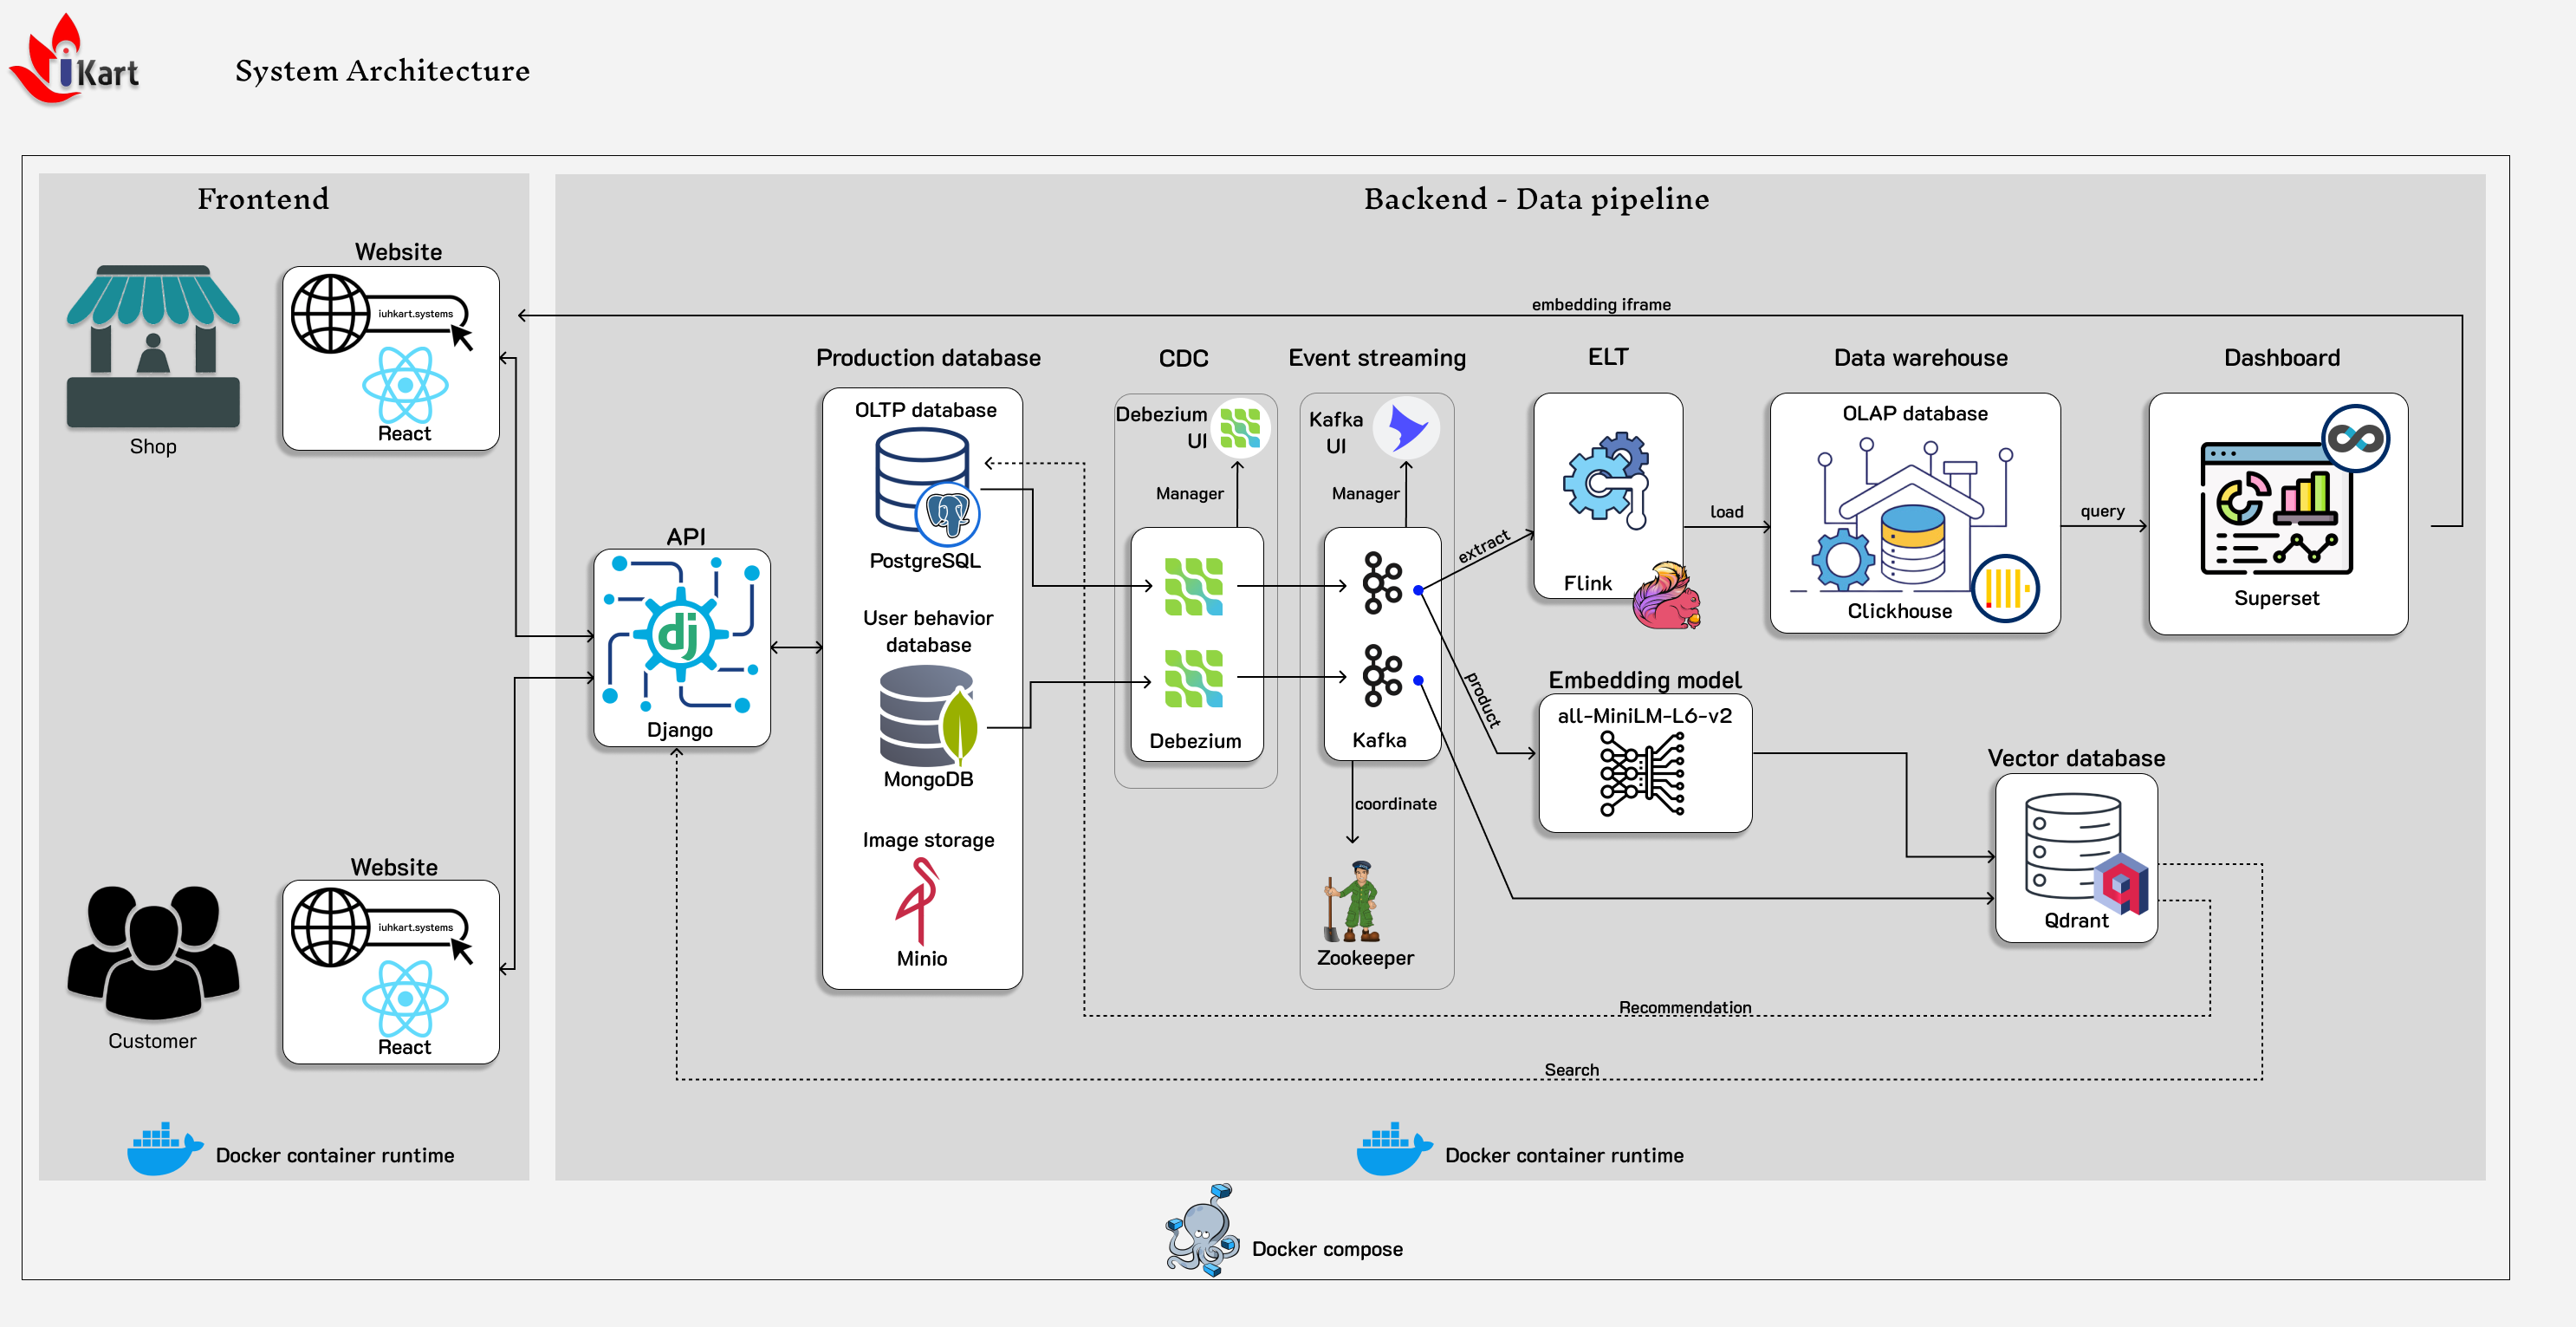 iKart
System Architecture
Frontend
Backend - Data pipeline
Website
iuhkart.systems
React
Shop
embedding iframe
Production database
CDC
Event streaming
ELT
Data warehouse
Dashboard
OLTP database
PostgreSQL
User behavior
database
MongoDB
Image storage
Minio
API
dj
Django
Debezium
UI
Manager
Debezium
Kafka
UI
Manager
Kafka
coordinate
Zookeeper
extract
product
Flink
load
OLAP database
Clickhouse
query
Superset
Embedding model
all-MiniLM-L6-v2
Vector database
Qdrant
Website
iuhkart.systems
React
Customer
Recommendation
Search
Docker container runtime
Docker container runtime
Docker compose